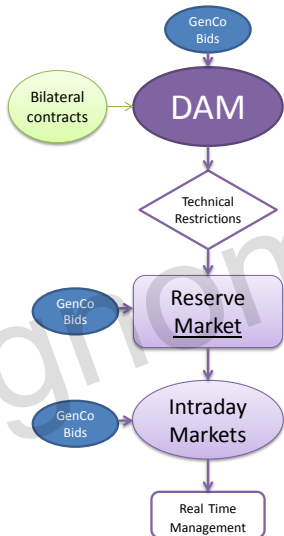 GenCo
Bids
Bilateral
contracts
DAM
Technical
Restrictions
GenCo
Bids
Reserve
Market
GenCo
Bids
Intraday
Markets
Real Time
Management